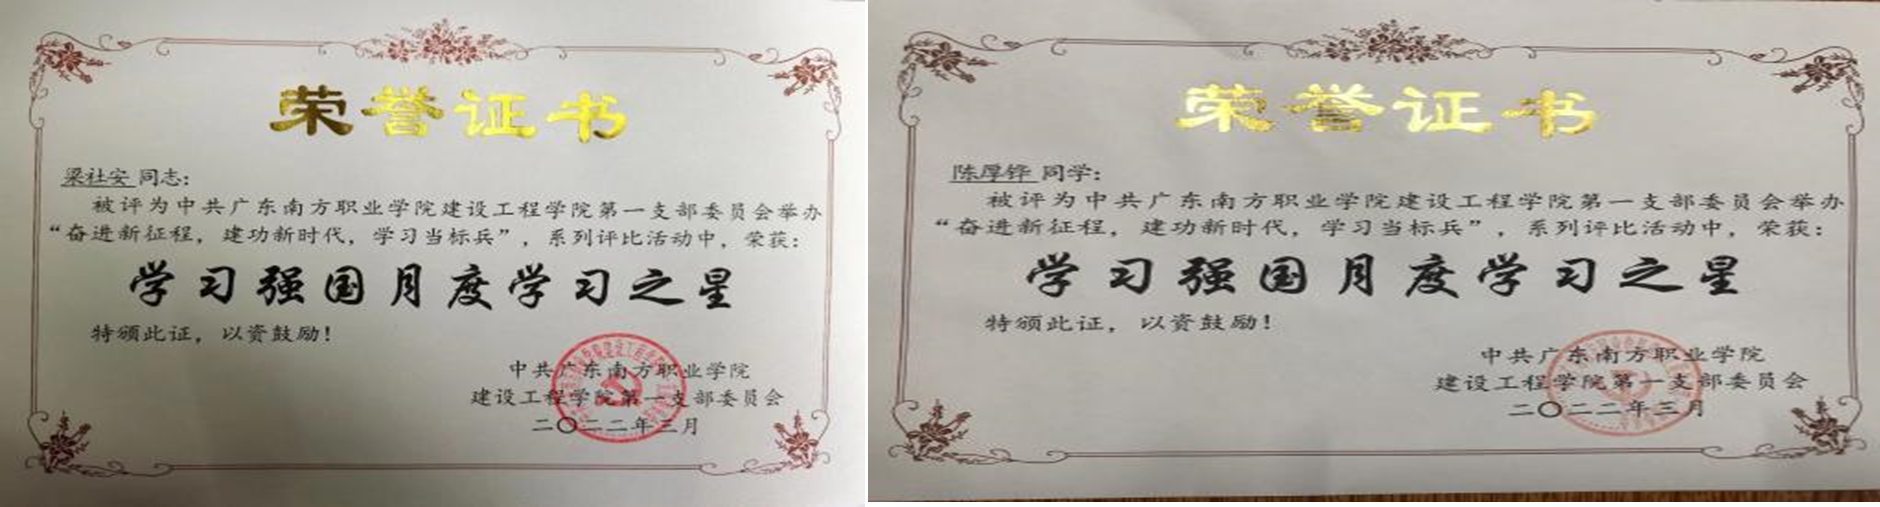 荣誉证书
梁社安 同志：
被评为中共广东南方职业学院建设工程学院第一支部委员会举办
“奋进新征程，建功新时代，学习当标兵”，系列评比活动中，荣获：
学习强国月度学习之星
特颁此证，以资鼓励！
中共广东南方职业学院
建设工程学院第一支部委员会
二〇二二年三月
荣誉证书
陈厚铧 同学：
被评为中共广东南方职业学院建设工程学院第一支部委员会举办
“奋进新征程，建功新时代，学习当标兵”，系列评比活动中，荣获：
学习强国月度学习之星
特颁此证，以资鼓励！
中共广东南方职业学院
建设工程学院第一支部委员会
二〇二二年三月